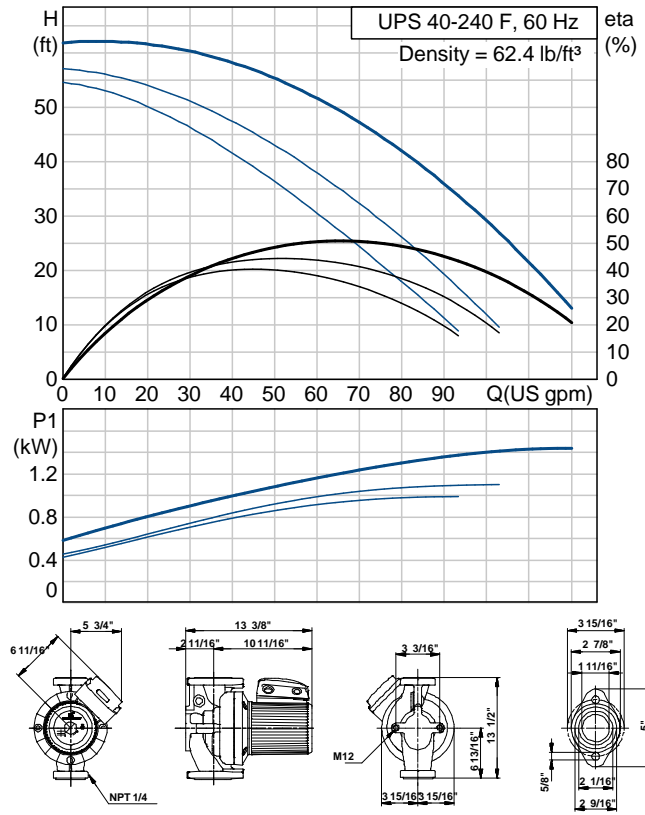 H
(ft)
UPS 40-240 F, 60 Hz
Density = 62.4 lb/ft³
eta
(%)
50
40
30
20
10
0
80
70
60
50
40
30
20
10
0
0 10 20 30 40 50 60 70 80 90 Q(US gpm)
P1
(kW)
1.2
0.8
0.4
0
5 3/4"
6 11/16"
NPT 1/4
13 3/8"
2 11/16" 10 11/16"
3 3/16"
M12
6 13/16"
13 1/2"
3 15/16" 3 15/16"
3 15/16"
2 7/8"
1 11/16"
5"
5/8"
2 1/16"
2 9/16"